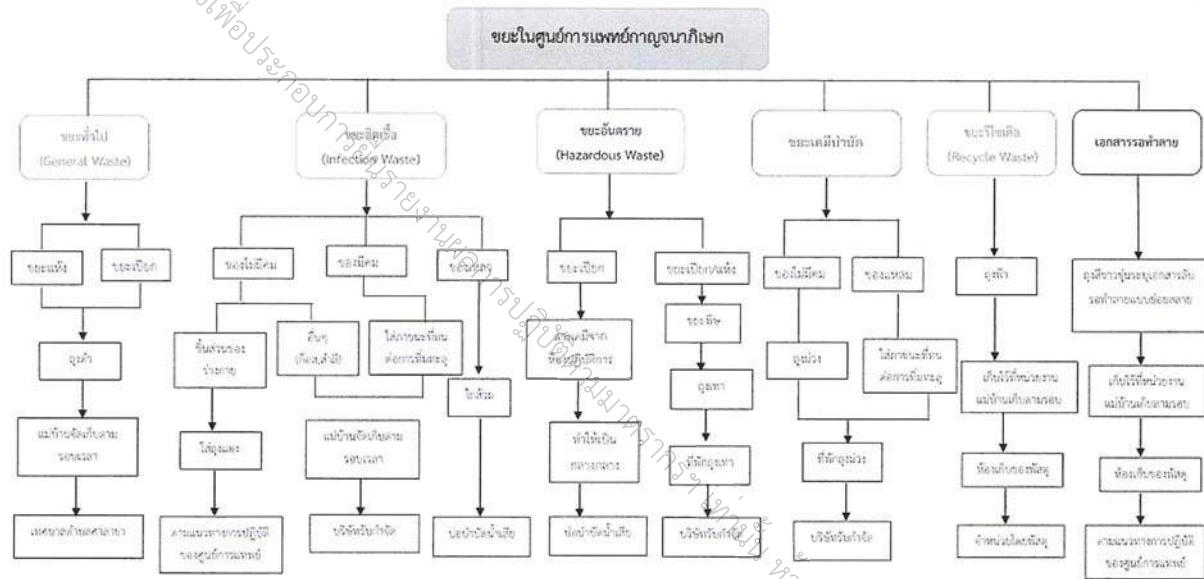 ขยะในศูนย์การแพทย์กาญจนาภิเษก
ขยะทั่วไป
(General Waste)
ขยะติดเชื้อ
(Infection Waste)
ขยะอันตราย
(Hazardous Waste)
ขยะเคมีบำบัด
ขยะรีไซเคิล
(Recycle Waste)
เอกสารรอทำลาย
ขยะแห้ง
ขยะเปียก
ของไม่มีคม
ของมีคม
ของเหลว
ขยะเปียก
ขยะเปียก/แห้ง
ของไม่มีคม
ของแหลม
ถุงฟ้า
ถุงสีขาวขุ่นระบุเอกสารลับ
รอทำลายแบบย่อยสลาย
ถุงดำ
ชิ้นส่วนของ
ร่างกาย
อื่นๆ
(ก๊อส,สำลี)
ใส่ภาชนะที่ทน
ต่อการทิ่มทะลุ
เทส้วม
สารเคมีจาก
ห้องปฏิบัติการ
ขยะพิษ
ถุงเทา
ถุงม่วง
ใส่ภาชนะที่ทน
ต่อการทิ่มทะลุ
เก็บไว้ที่หน่วยงาน
แม่บ้านเก็บตามรอบ
เก็บไว้ที่หน่วยงาน
แม่บ้านเก็บตามรอบ
แม่บ้านจัดเก็บตาม
รอบเวลา
ใส่ถุงแดง
แม่บ้านจัดเก็บตาม
รอบเวลา
ทำให้เป็น
กลาง
ที่พักถุงเทา
ที่พักถุงม่วง
ห้องเก็บของพัสดุ
ห้องเก็บของพัสดุ
เทศบาลตำบลศาลายา
ตามแนวทางการปฏิบัติ
ของศูนย์การแพทย์
บริษัทรับกำจัด
บ่อบำบัดน้ำเสีย
บ่อบำบัดน้ำเสีย
บริษัทรับกำจัด
บริษัทรับกำจัด
จำหน่ายโดยพัสดุ
ตามแนวทางการปฏิบัติ
ของศูนย์การแพทย์